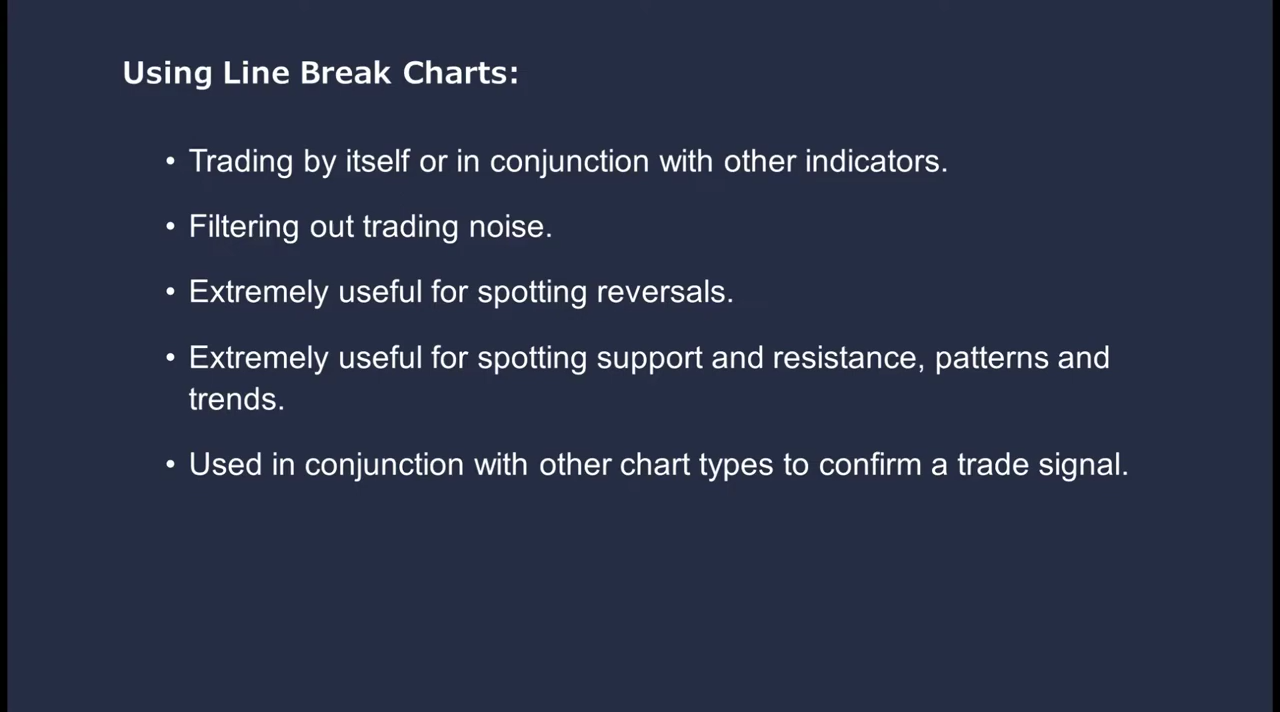 Using Line Break Charts:
• Trading by itself or in conjunction with other indicators.
• Filtering out trading noise.
• Extremely useful for spotting reversals.
• Extremely useful for spotting support and resistance, patterns and
trends.
• Used in conjunction with other chart types to confirm a trade signal.